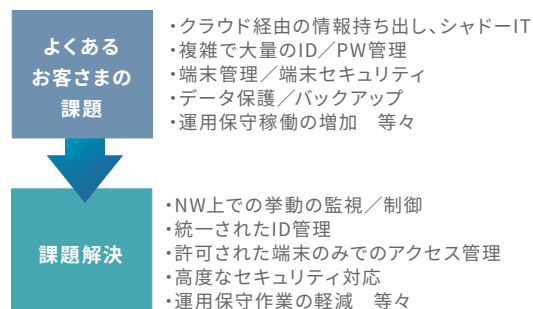 よくある
お客さまの
課題
・クラウド経由の情報持ち出し、シャドーIT
・複雑で大量のID／PW管理
・端末管理／端末セキュリティ
・データ保護／バックアップ
・運用保守稼働の増加　等々
課題解決
・NW上での挙動の監視／制御
・統一されたID管理
・許可された端末のみでのアクセス管理
・高度なセキュリティ対応
・運用保守作業の軽減　等々